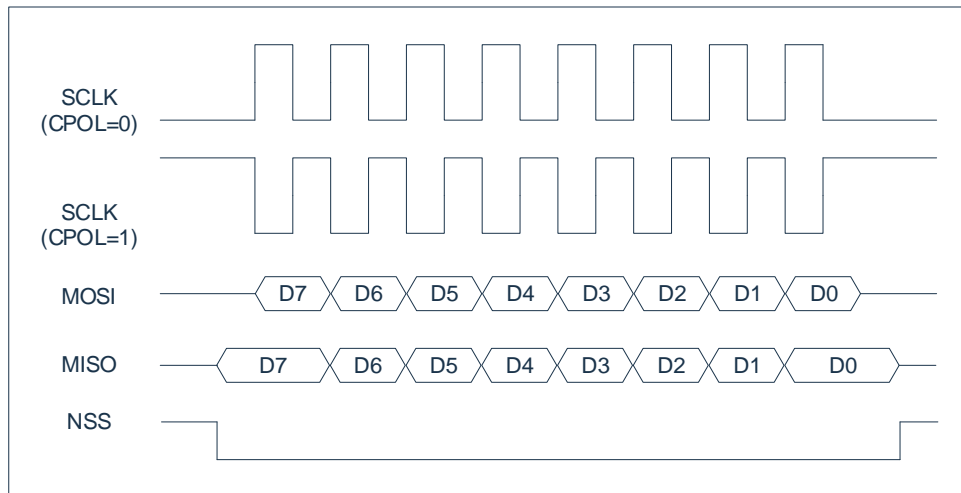 SCLK
(CPOL=0)
SCLK
(CPOL=1)
MOSI
D7 D6 D5 D4 D3 D2 D1 D0
MISO
D7 D6 D5 D4 D3 D2 D1 D0
NSS